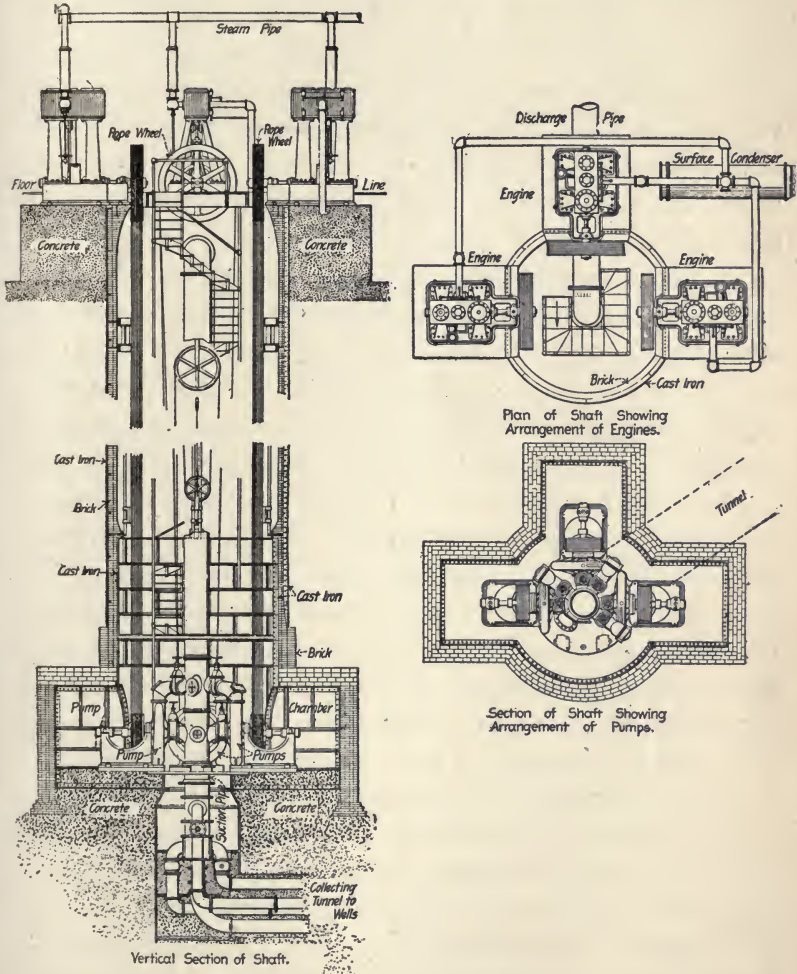 Steam Pipe
Rope Wheel
Rope
Wheel
Floor
Line
Concrete
Concrete
Cast Iron
Brick
Cast Iron
Cast Iron
Brick
Pump
Chamber
Pump
Pumps
Concrete
Suction Pipe
Concrete
Collecting
Tunnel to
Wells
Vertical Section of Shaft.
Discharge Pipe
Surface Condenser
Engine
Engine
Engine
Brick
Cast Iron
Plan of Shaft Showing
Arrangement of Engines.
Tunnel
Section of Shaft Showing
Arrangement of Pumps.